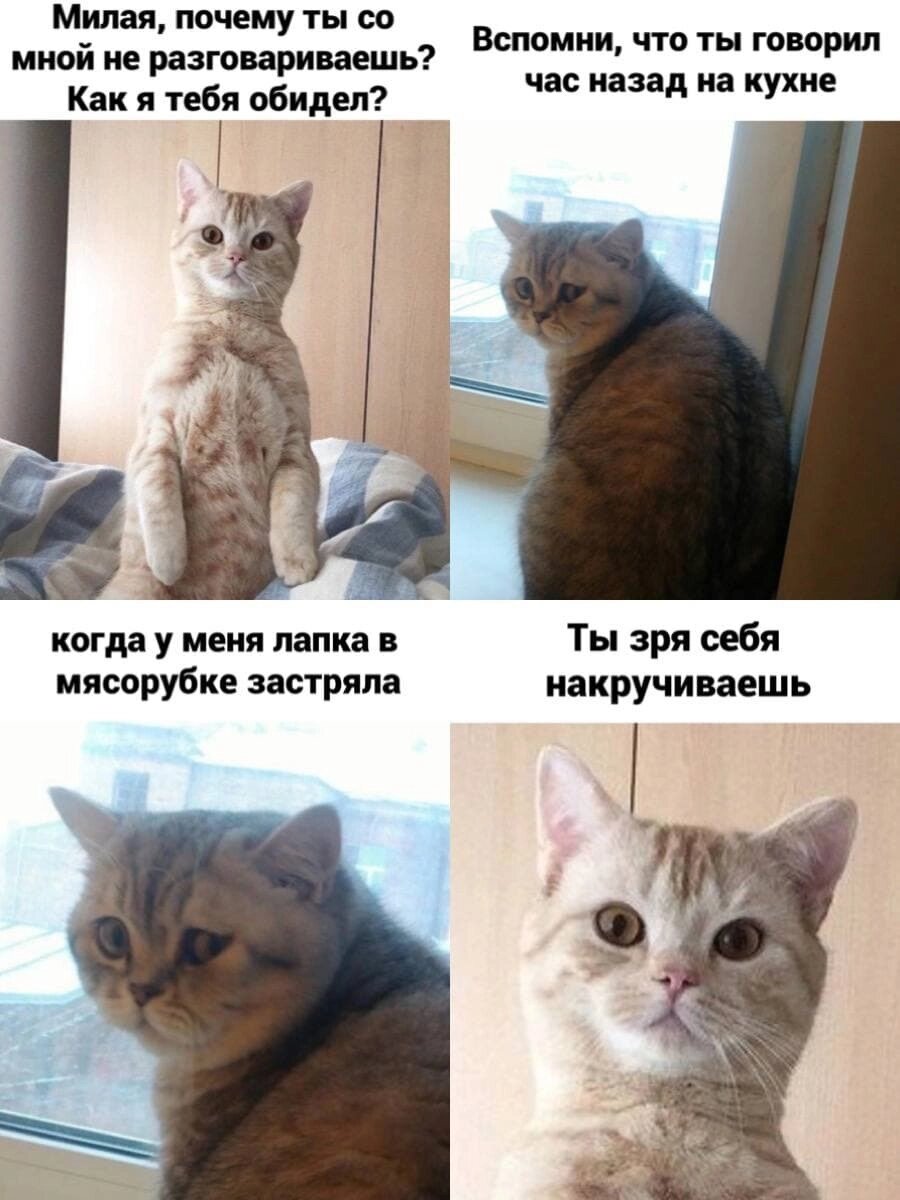 Милая, почему ты со
мной не разговариваешь?
Как я тебя обидел?
Вспомни, что ты говорил
час назад на кухне
когда у меня лапка в
мясорубке застряла
Ты зря себя
накручиваешь